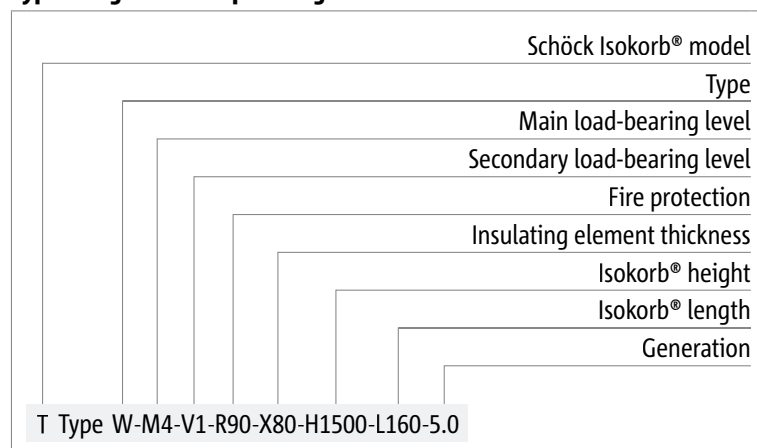 Schöck Isokorb® model
Type
Main load-bearing level
Secondary load-bearing level
Fire protection
Insulating element thickness
Isokorb® height
Isokorb® length
Generation
T Type W-M4-V1-R90-X80-H1500-L160-5.0